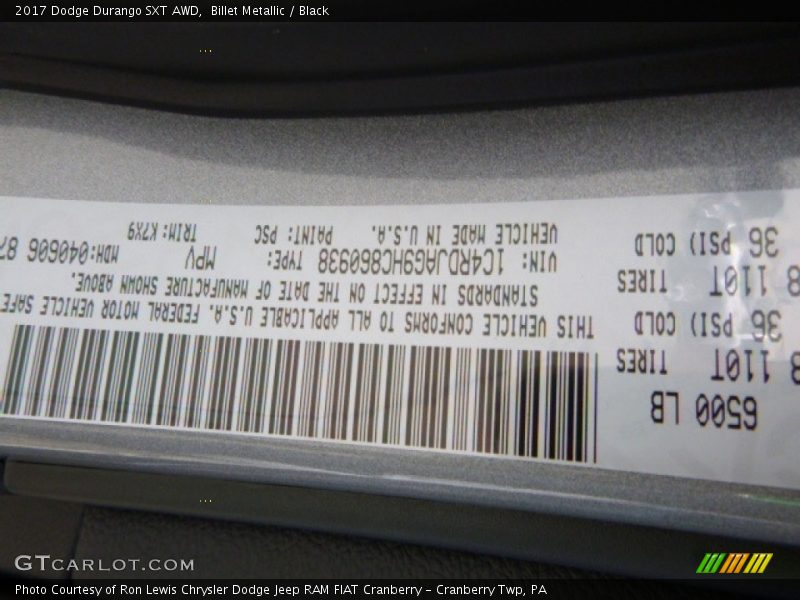 2017 Dodge Durango SXT AWD,  Billet Metallic / Black
6500 LB
110T TIRES
36 PSI) COLD
110T TIRES
36 PSI) COLD
THIS VEHICLE CONFORMS TO ALL APPLICABLE U.S.A. FEDERAL MOTOR VEHICLE SAFE
STANDARDS IN EFFECT ON THE DATE OF MANUFACTURE SHOWN ABOVE.
VIN: 1C4RDJAG9HC860938 TYPE: MPV MDH:040606 87
VEHICLE MADE IN U.S.A. PAINT: PSC TRIM: K7X9
GTCARLOT.COM
Photo Courtesy of Ron Lewis Chrysler Dodge Jeep RAM FIAT Cranberry – Cranberry Twp, PA